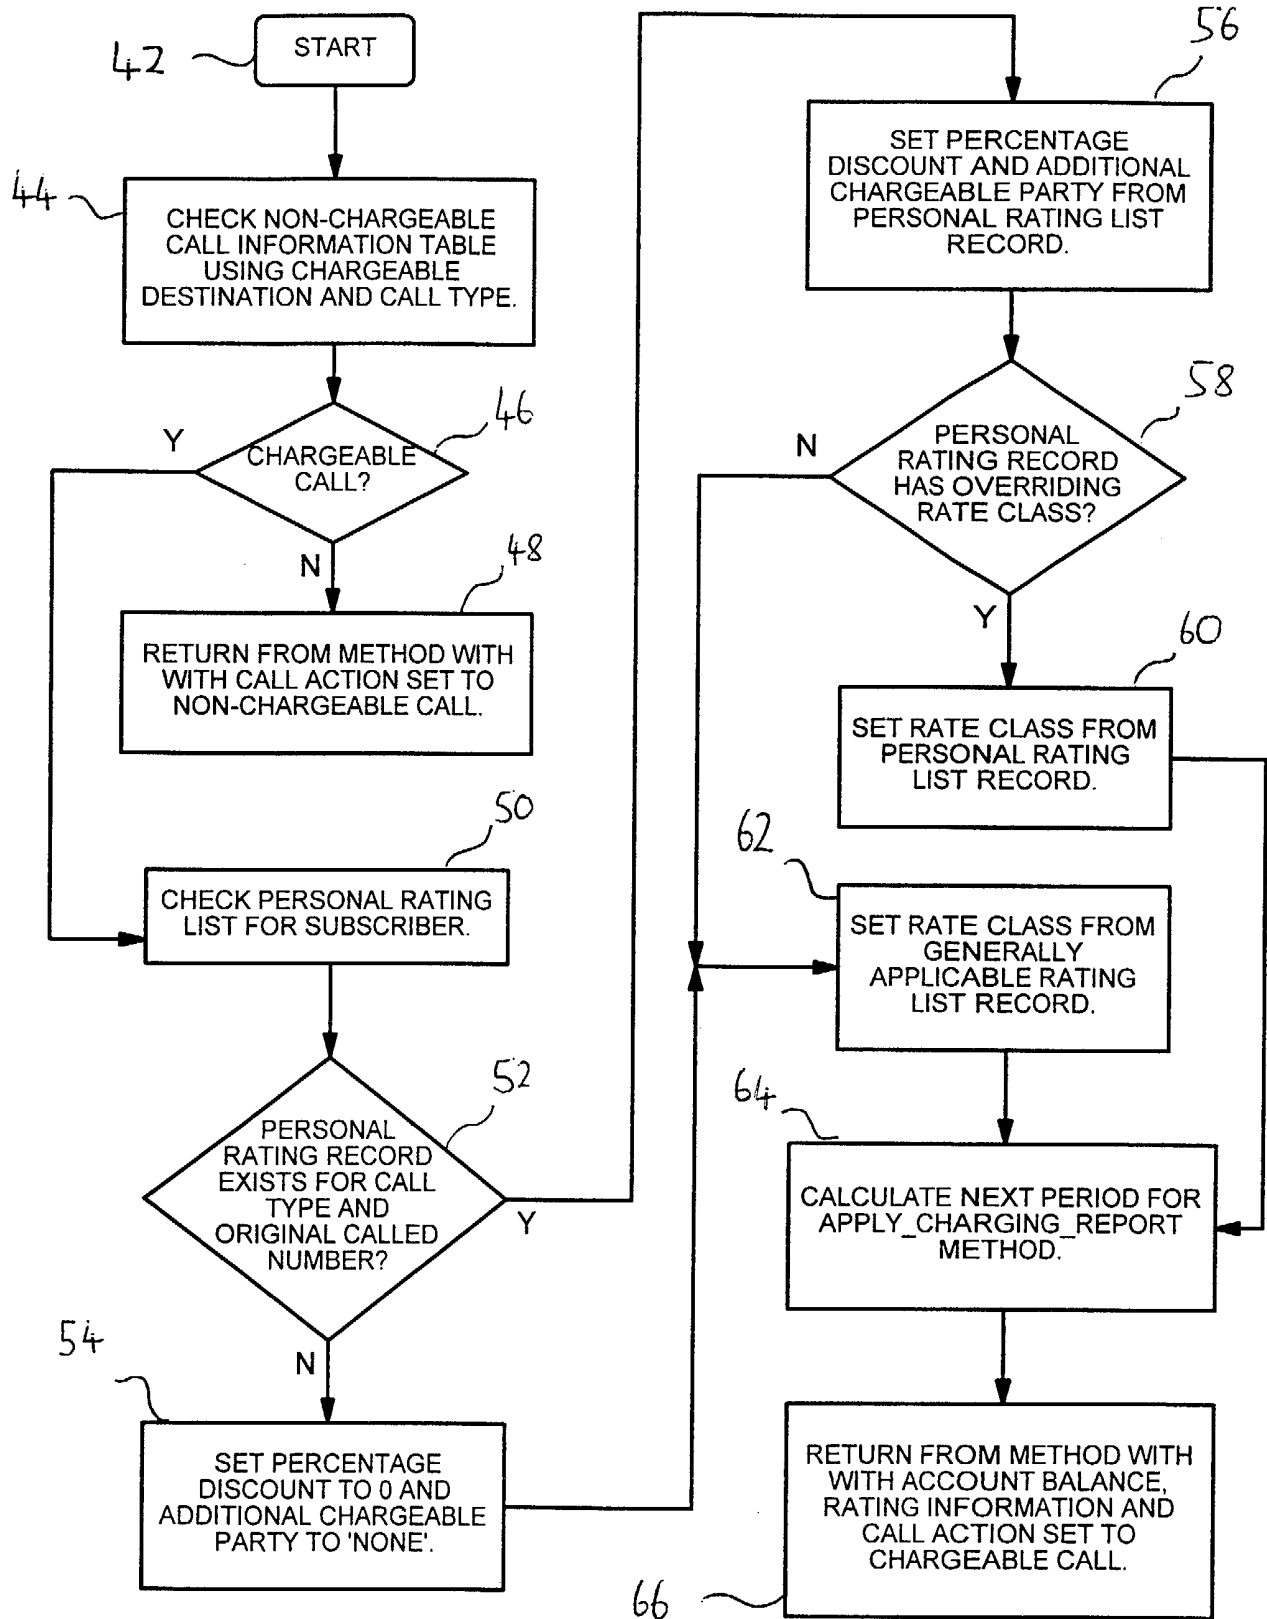 42
START
44
CHECK NON-CHARGEABLE
CALL INFORMATION TABLE
USING CHARGEABLE
DESTINATION AND CALL TYPE.
46
Y
CHARGEABLE
CALL?
N
48
RETURN FROM METHOD WITH
WITH CALL ACTION SET TO
NON-CHARGEABLE CALL.
50
CHECK PERSONAL RATING
LIST FOR SUBSCRIBER.
52
PERSONAL
RATING RECORD
EXISTS FOR CALL
TYPE AND
ORIGINAL CALLED
NUMBER?
Y
N
54
SET PERCENTAGE
DISCOUNT TO 0 AND
ADDITIONAL CHARGEABLE
PARTY TO 'NONE'.
56
SET PERCENTAGE
DISCOUNT AND ADDITIONAL
CHARGEABLE PARTY FROM
PERSONAL RATING LIST
RECORD.
58
N
PERSONAL
RATING RECORD
HAS OVERRIDING
RATE CLASS?
Y
60
SET RATE CLASS FROM
PERSONAL RATING
LIST RECORD.
62
SET RATE CLASS FROM
GENERALLY
APPLICABLE RATING
LIST RECORD.
64
CALCULATE NEXT PERIOD FOR
APPLY_CHARGING_REPORT
METHOD.
RETURN FROM METHOD WITH
WITH ACCOUNT BALANCE,
RATING INFORMATION AND
CALL ACTION SET TO
CHARGEABLE CALL.
66